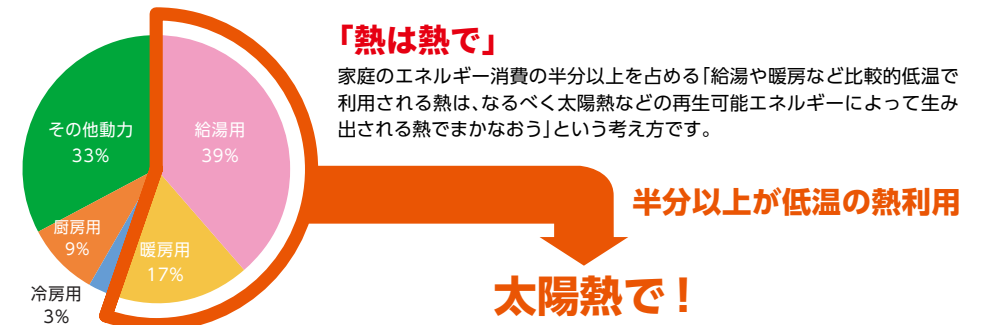 「熱は熱で」
家庭のエネルギー消費の半分以上を占める「給湯や暖房など比較的低温で
利用される熱は、なるべく太陽熱などの再生可能エネルギーによって生み
出される熱でまかなおう」という考え方です。
その他動力
33%
給湯用
39%
厨房用
9%
暖房用
17%
冷房用
3%
半分以上が低温の熱利用
太陽熱で！